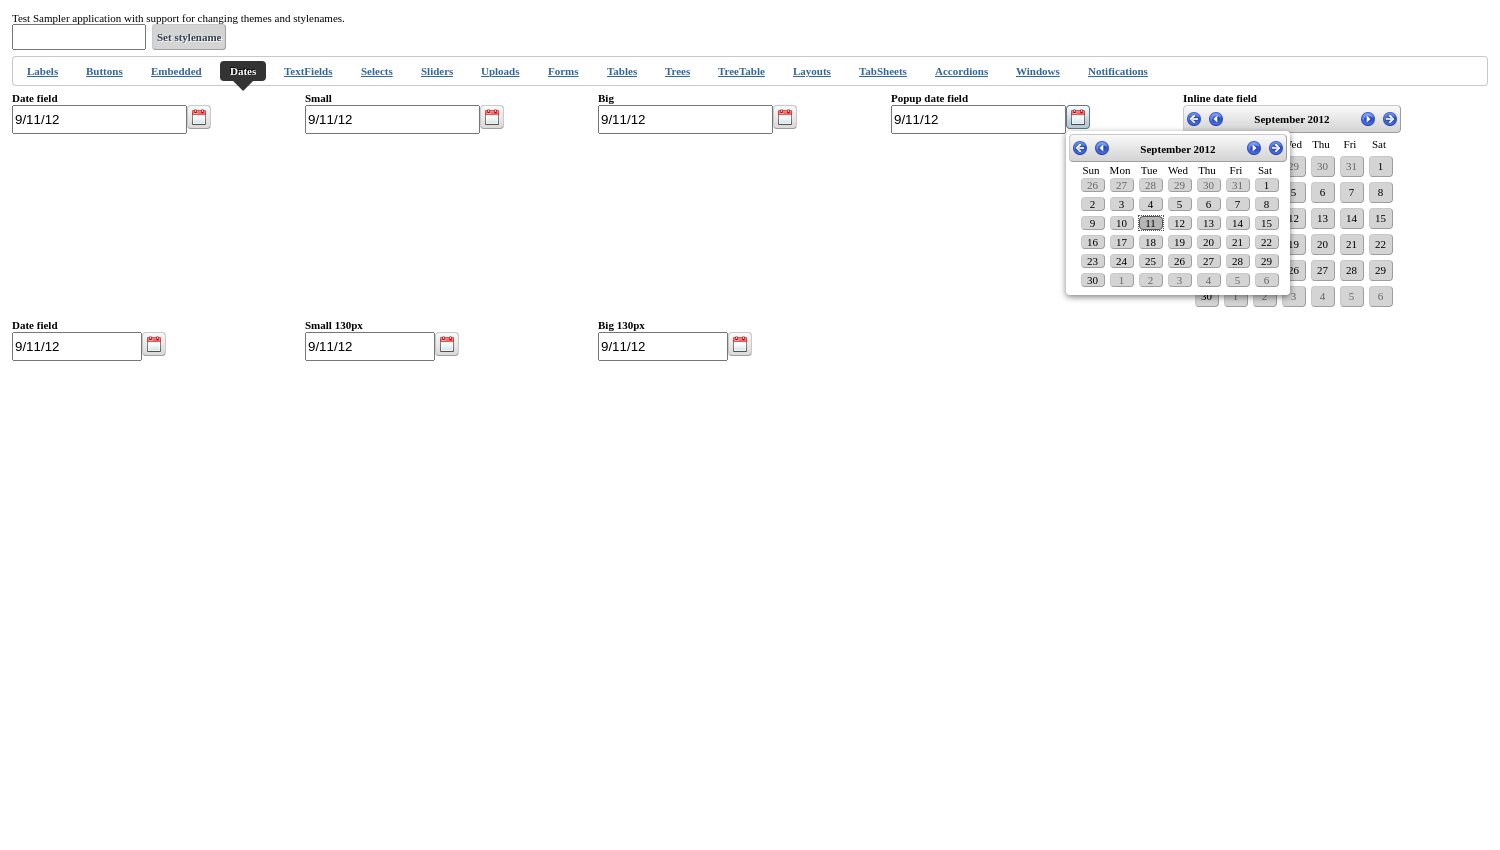 Test Sampler application with support for changing themes and stylenames.
Set stylename
Labels Buttons Embedded Dates TextFields Selects Sliders Uploads Forms Tables Trees TreeTable Layouts TabSheets Accordions Windows Notifications
Date field Small Big Popup date field Inline date field
9/11/12 9/11/12 9/11/12 9/11/12 September 2012
September 2012
Sun Mon Tue Wed Thu Fri Sat
26 27 28 29 30 31 1
2 3 4 5 6 7 8
9 10 11 12 13 14 15
16 17 18 19 20 21 22
23 24 25 26 27 28 29
30 1 2 3 4 5 6
Thu Fri Sat
29 30 31 1
5 6 7 8
12 13 14 15
19 20 21 22
26 27 28 29
30 1 2 3 4 5 6
Date field Small 130px Big 130px
9/11/12 9/11/12 9/11/12